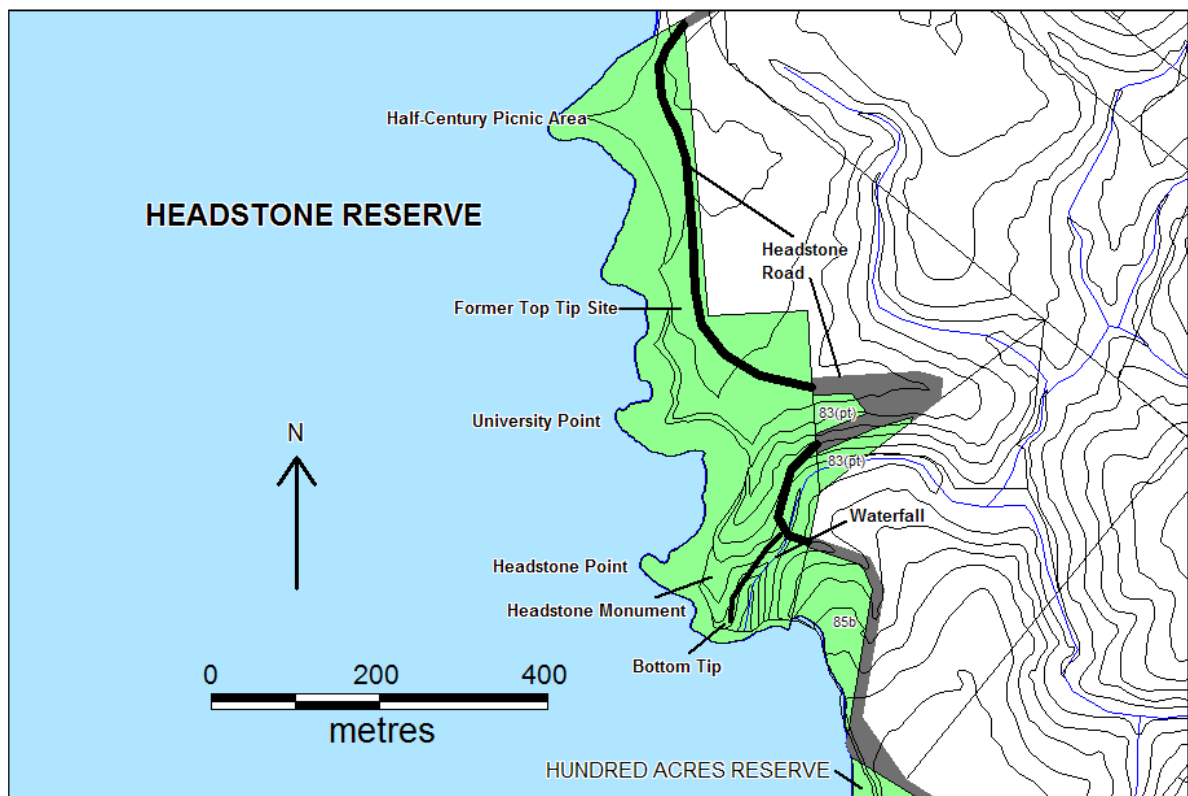 Half-Century Picnic Area
HEADSTONE RESERVE
Headstone
Road
Former Top Tip Site
83(pt)
University Point
N
83(pt)
Waterfall
Headstone Point
Headstone Monument
85b
Bottom Tip
0 200 400
metres
HUNDRED ACRES RESERVE